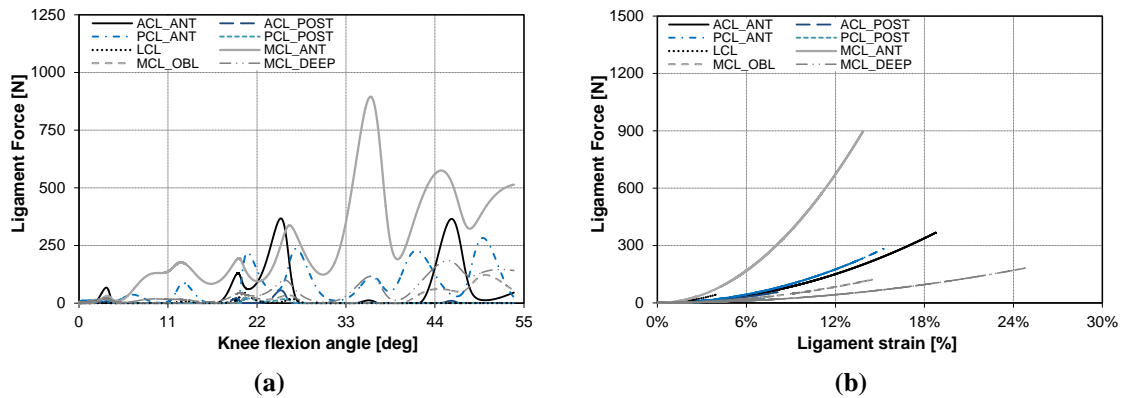 1250
1000
750
500
250
0
Ligament Force [N]
ACL_ANT
ACL_POST
PCL_ANT
PCL_POST
LCL
MCL_ANT
MCL_OBL
MCL_DEEP
0 11 22 33 44 55
Knee flexion angle [deg]
(a)
1500
1200
900
600
300
0
Ligament Force [N]
ACL_ANT
ACL_POST
PCL_ANT
PCL_POST
LCL
MCL_ANT
MCL_OBL
MCL_DEEP
0% 6% 12% 18% 24% 30%
Ligament strain [%]
(b)